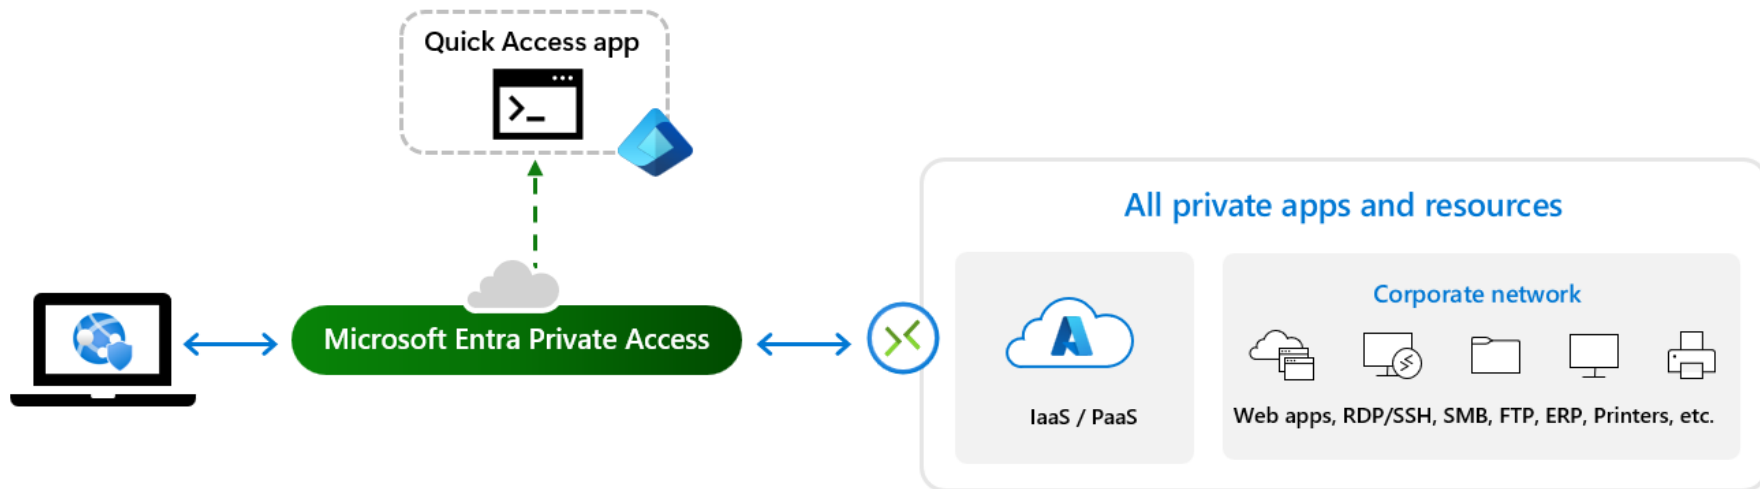 Quick Access app
All private apps and resources
Microsoft Entra Private Access
IaaS / PaaS
Corporate network
Web apps, RDP/SSH, SMB, FTP, ERP, Printers, etc.